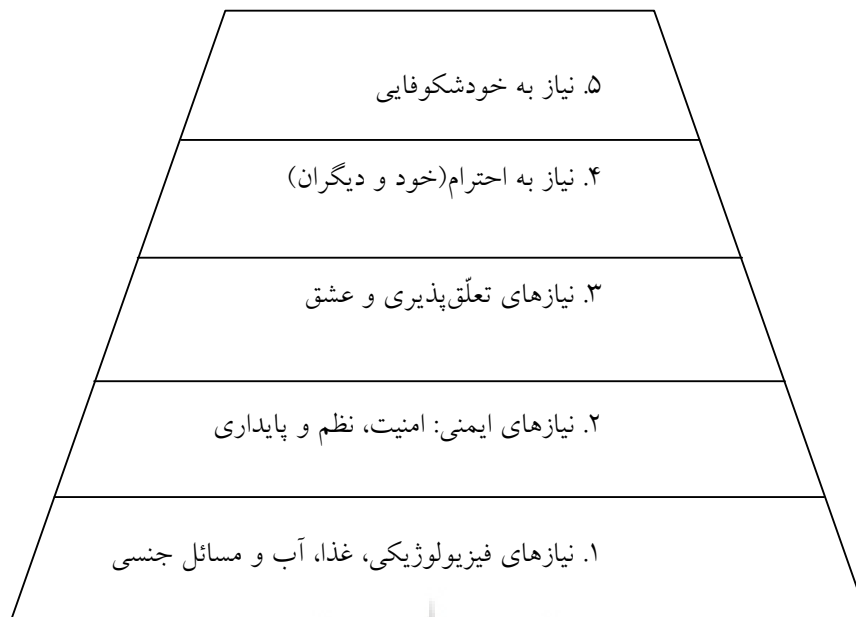 ۵. نیاز به خودشکوفایی
۴. نیاز به احترام(خود و دیگران)
۳. نیازهای تعلّق‌پذیری و عشق
۲. نیازهای ایمنی: امنیت، نظم و پایداری
۱. نیازهای فیزیولوژیکی، غذا، آب و مسائل جنسی